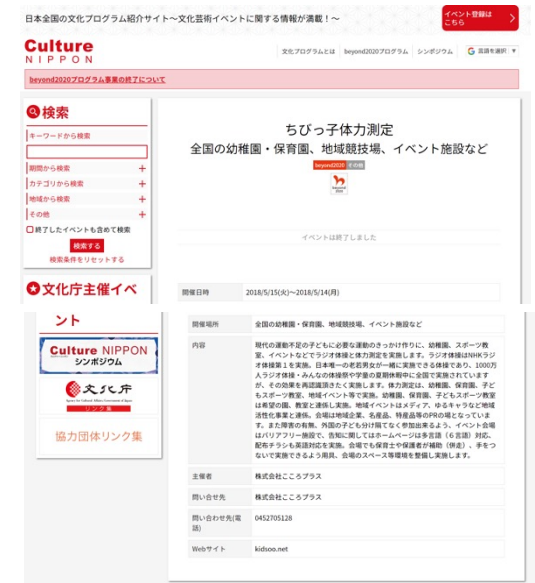 日本全国の文化プログラム紹介サイト～文化芸術イベントに関する情報が満載！～
イベント登録は
こちら
Culture
NIPPON
文化プログラムとは
beyond2020プログラム
シンポジウム
G 言語を選択 ▼
beyond2020プログラム事業の終了について
検索
キーワードから検索
期間から検索 +
カテゴリから検索 +
地域から検索 +
その他 +
終了したイベントも含めて検索
検索する
検索条件をリセットする
文化庁主催イベ
ント
Culture NIPPON
シンポジウム
文化庁
リンク集
協力団体リンク集
ちびっ子体力測定
全国の幼稚園・保育園、地域競技場、イベント施設など
beyond2020 その他
beyond
2020
イベントは終了しました
開催日時 2018/5/15(火)～2018/5/14(月)
開催場所 全国の幼稚園・保育園、地域競技場、イベント施設など
内容
現代の運動不足の子どもに必要な運動のきっかけ作りに、幼稚園、スポーツ教
室、イベントなどでラジオ体操と体力測定を実施します。ラジオ体操はNHKラジ
オ体操第１を実施。日本唯一の老若男女が一緒に実施できる体操であり、1000万
人ラジオ体操・みんなの体操祭や学童の夏期休暇中に全国で実施されています
が、その効果を再認識頂きたく実施します。体力測定は、幼稚園、保育園、子ど
もスポーツ教室、地域イベント等で実施。幼稚園、保育園、子どもスポーツ教室
は希望の園、教室と連係し実施。地域イベントはメディア、ゆるキャラなど地域
活性化事業と連係。会場は地域企業、名産品、特産品等のPRの場となっていま
す。また障害の有無、外国の子ども分け隔てなく参加出来るよう、イベント会場
はバリアフリー施設で、告知に関してはホームページは多言語（６言語）対応、
配布チラシも英語対応を実施。会場でも保育士や保護者が補助（併走）、手をつ
ないで実施できるよう用具、会場のスペース等環境を整備し実施します。
主催者 株式会社こころプラス
問い合せ先 株式会社こころプラス
問い合わせ先(電
話) 0452705128
Webサイト kidsoo.net